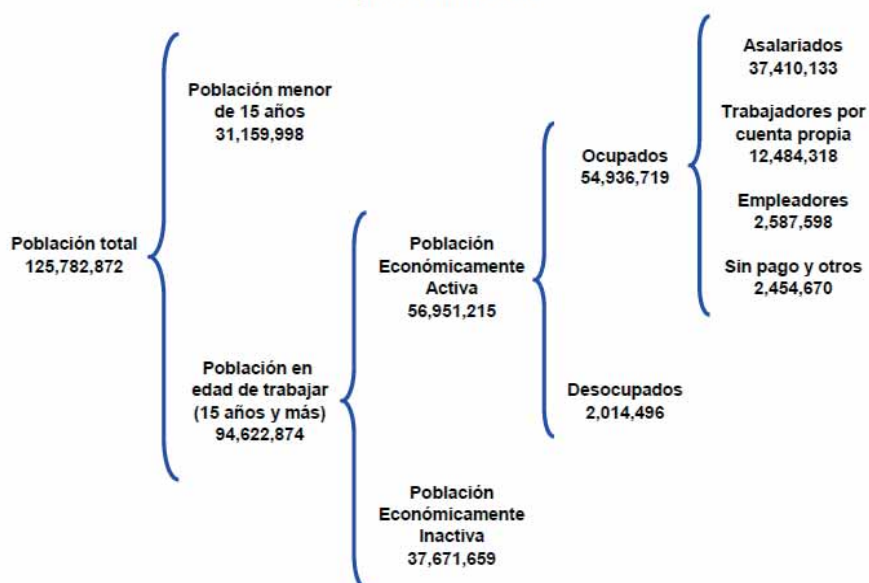 Población total
125,782,872
Población menor
de 15 años
31,159,998
Población en
edad de trabajar
(15 años y más)
94,622,874
Población
Económicamente
Activa
56,951,215
Población
Económicamente
Inactiva
37,671,659
Ocupados
54,936,719
Desocupados
2,014,496
Asalariados
37,410,133
Trabajadores por
cuenta propia
12,484,318
Empleadores
2,587,598
Sin pago y otros
2,454,670